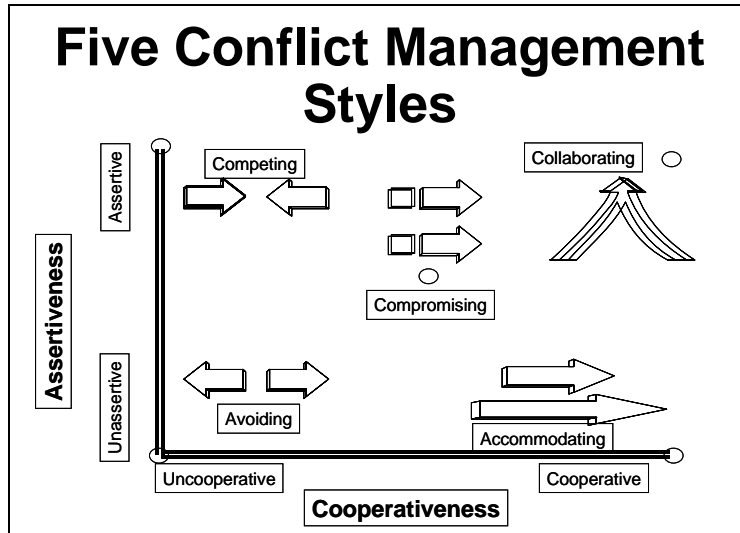 Five Conflict Management
Styles
Assertive
Competing
Collaborating
Assertiveness
Compromising
Unassertive
Avoiding
Accommodating
Uncooperative
Cooperative
Cooperativeness